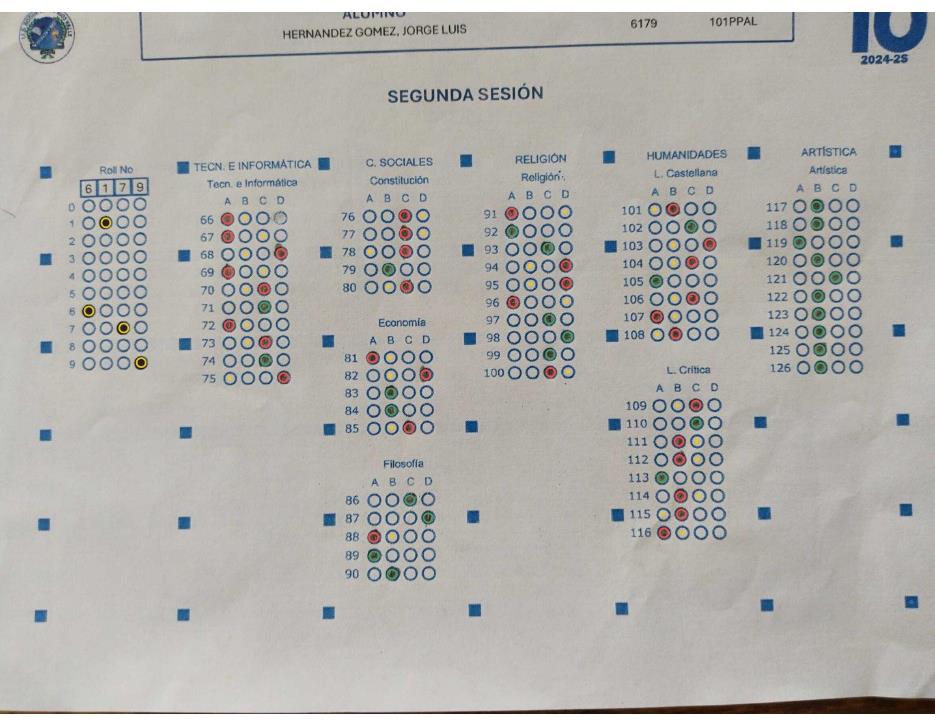 ALUMNO
HERNANDEZ GOMEZ, JORGE LUIS 6179 101PPAL
10
2024-2S
SEGUNDA SESIÓN
Roll No
6 1 7 9
0
1
2
3
4
5
6
7
8
9
TECN. E INFORMÁTICA
Tecn. e Informática
A B C D
66
67
68
69
70
71
72
73
74
75
C. SOCIALES
Constitución
A B C D
76
77
78
79
80
Economía
A B C D
81
82
83
84
85
Filosofía
A B C D
86
87
88
89
90
RELIGIÓN
Religión
A B C D
91
92
93
94
95
96
97
98
99
100
HUMANIDADES
L. Castellana
A B C D
101
102
103
104
105
106
107
108
L. Crítica
A B C D
109
110
111
112
113
114
115
116
ARTÍSTICA
Artística
A B C D
117
118
119
120
121
122
123
124
125
126